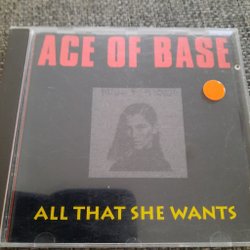 ACE OF BASE
ALL THAT SHE WANTS